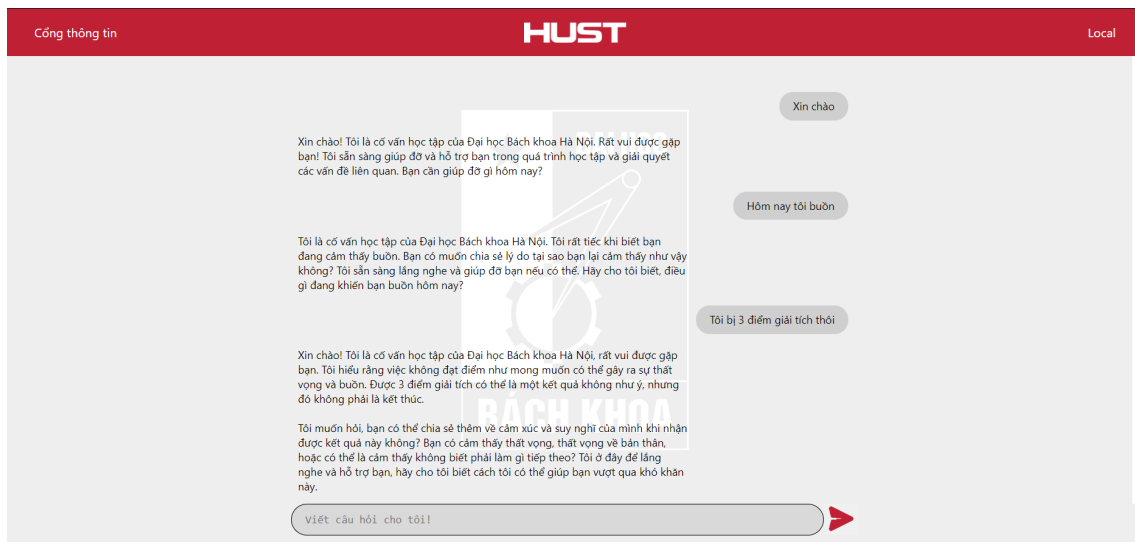 Cổng thông tin
HUST
Local
Xin chào
Xin chào! Tôi là cố vấn học tập của Đại học Bách khoa Hà Nội. Rất vui được gặp
bạn! Tôi sẵn sàng giúp đỡ và hỗ trợ bạn trong quá trình học tập và giải quyết
các vấn đề liên quan. Bạn cần giúp đỡ gì hôm nay?
Hôm nay tôi buồn
Tôi là cố vấn học tập của Đại học Bách khoa Hà Nội. Tôi rất tiếc khi biết bạn
đang cảm thấy buồn. Bạn có muốn chia sẻ lý do tại sao bạn lại cảm thấy như vậy
không? Tôi sẵn sàng lắng nghe và giúp đỡ bạn nếu có thể. Hãy cho tôi biết, điều
gì đang khiến bạn buồn hôm nay?
Tôi bị 3 điểm giải tích thôi
Xin chào! Tôi là cố vấn học tập của Đại học Bách khoa Hà Nội, rất vui được gặp
bạn. Tôi hiểu rằng việc không đạt điểm như mong muốn có thể gây ra sự thất
vọng và buồn. Được 3 điểm giải tích có thể là một kết quả không như ý, nhưng
đó không phải là kết thúc.
Tôi muốn hỏi, bạn có thể chia sẻ thêm về cảm xúc và suy nghĩ của mình khi nhận
được kết quả này không? Bạn có cảm thấy thất vọng, thất vọng về bản thân,
hoặc có thể là cảm thấy không biết phải làm gì tiếp theo? Tôi ở đây để lắng
nghe và hỗ trợ bạn, hãy cho tôi biết cách tôi có thể giúp bạn vượt qua khó khăn
này.
ĐẠI HỌC
BÁCH KHOA
Viết câu hỏi cho tôi!